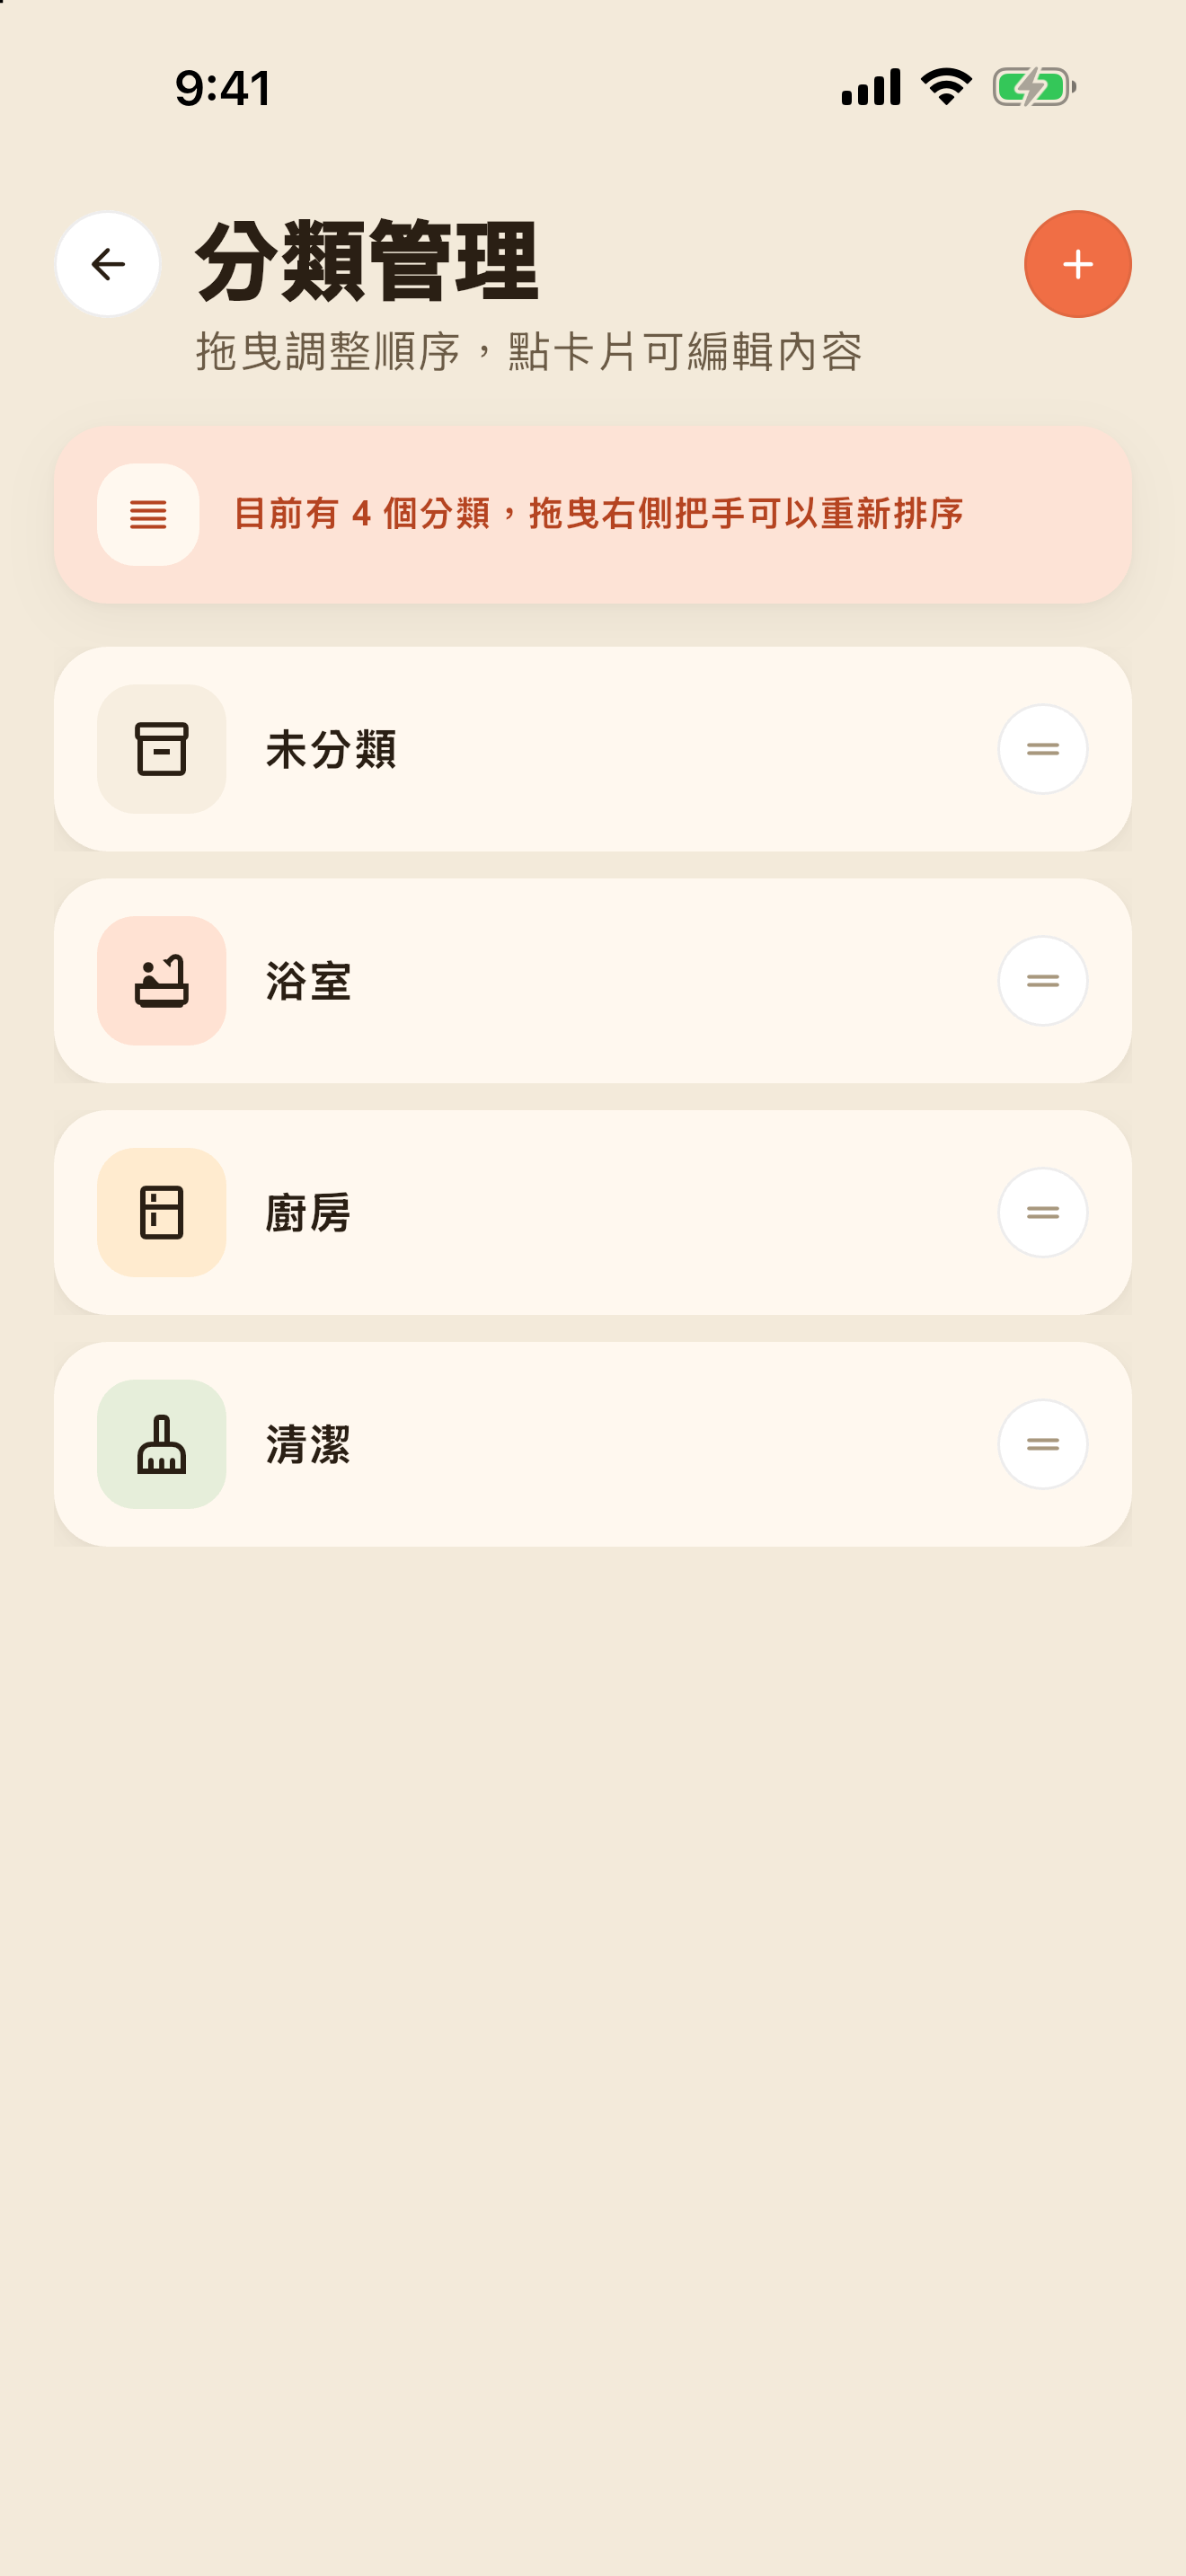 9:41
分類管理
拖曳調整順序，點卡片可編輯內容
目前有 4 個分類，拖曳右側把手可以重新排序
未分類
浴室
廚房
清潔